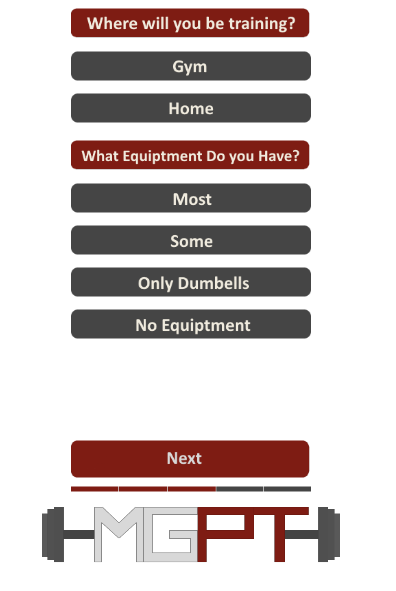 Where will you be training?
Gym
Home
What Equiptment Do you Have?
Most
Some
Only Dumbells
No Equiptment
Next
MGPT